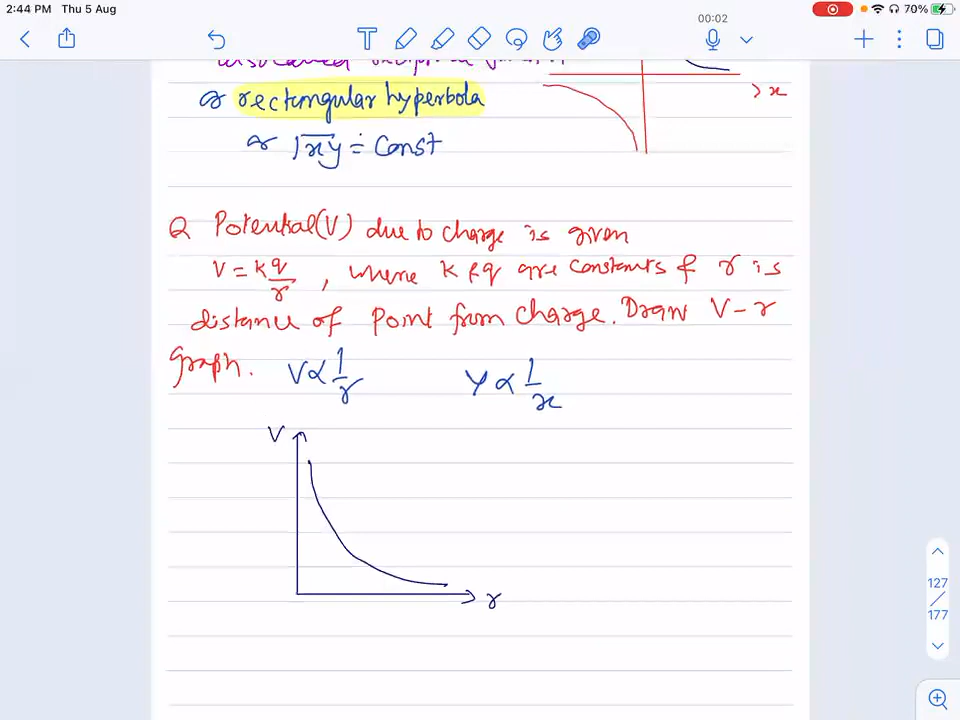 2:44 PM Thu 5 Aug
70%
00:02
T
or rectangular hyperbola
> x
or xy = Const
Q Potential(V) due to charge is given
V = kq/r , where k & q are constants & r is
distance of point from charge. Draw V-r
graph. V ∝ 1/r Y ∝ 1/x
V
r
127
/
177